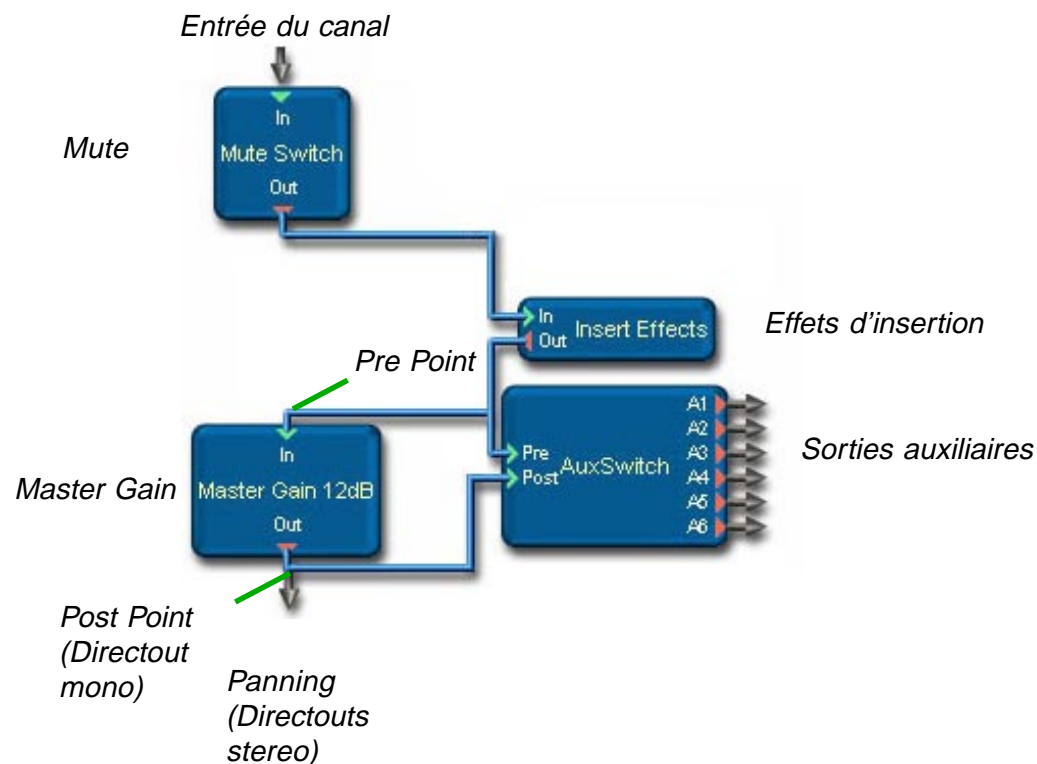 Entrée du canal
In
Mute Switch
Out
Mute
In
Out
Insert Effects
Effets d'insertion
Pre Point
In
Master Gain 12dB
Out
Master Gain
Pre
Post
AuxSwitch
A1
A2
A3
A4
A5
A6
Sorties auxiliaires
Post Point
(Directout
mono)
Panning
(Directouts
stereo)